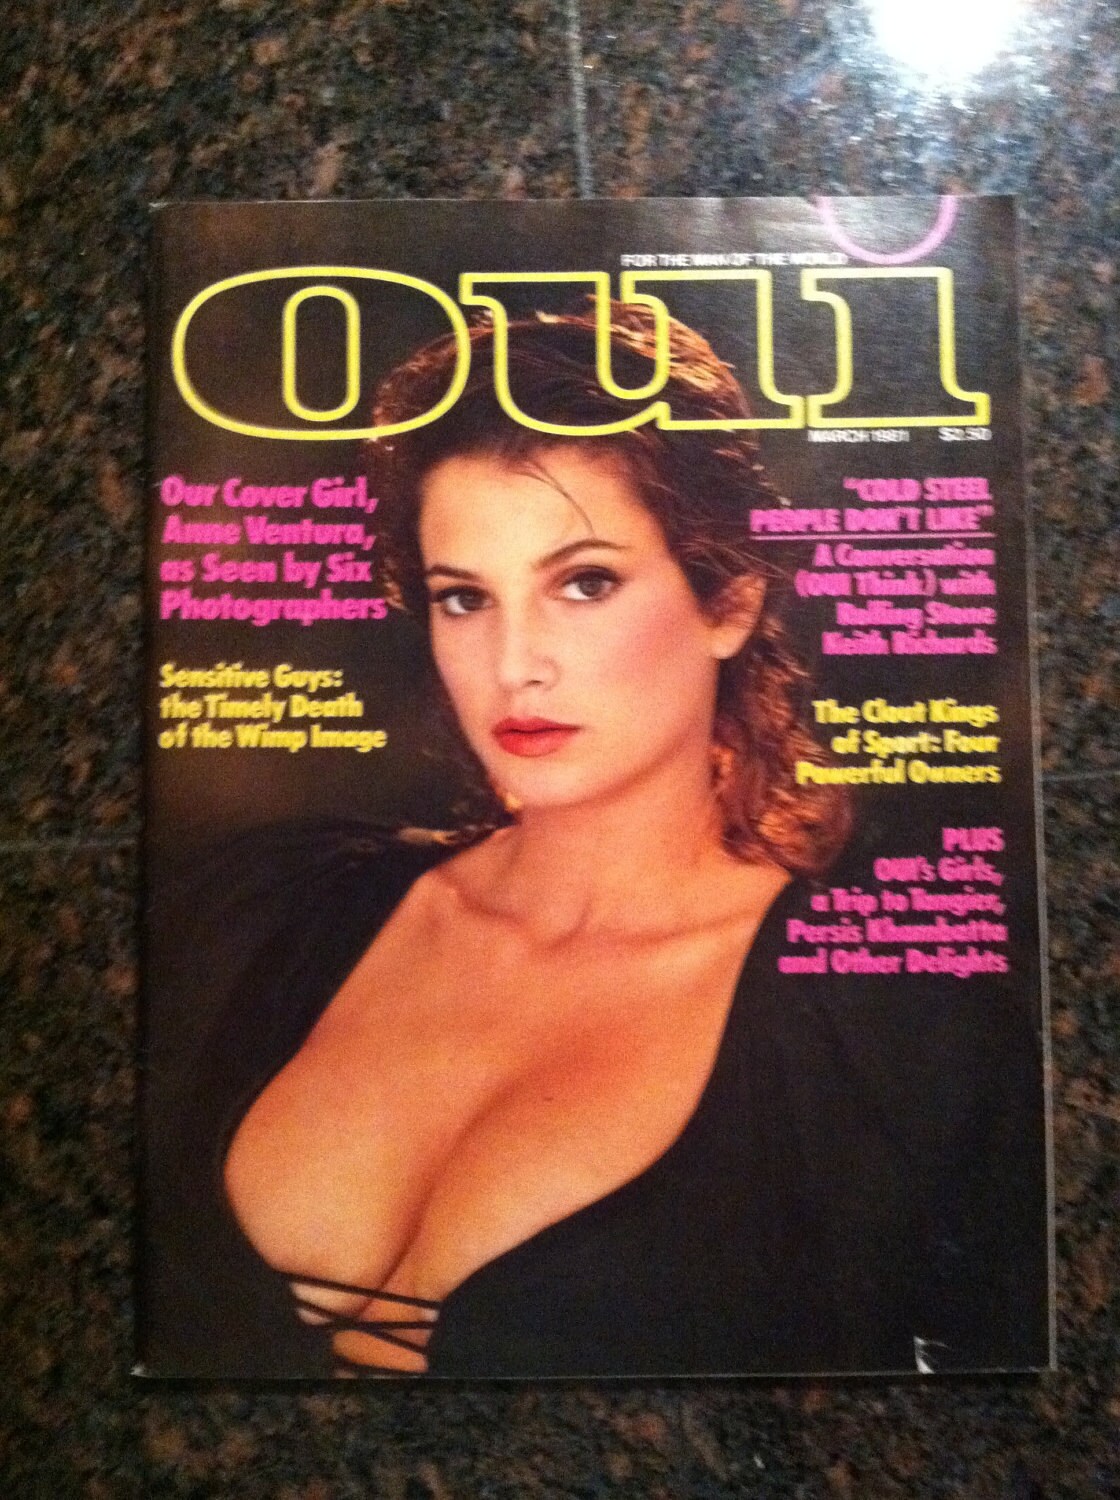 FOR THE MAN OF THE WORLD
oui
MARCH 1981 $2.50
Our Cover Girl,
Anne Ventura,
as Seen by Six
Photographers
Sensitive Guys:
the Timely Death
of the Wimp Image
"COLD STEEL
PEOPLE DON'T LIKE"
A Conversation
(OUI Think) with
Rolling Stone
Keith Richards
The Clout Kings
of Sport: Four
Powerful Owners
PLUS
OUI's Girls,
a Trip to Tangier,
Persis Khambatta
and Other Delights